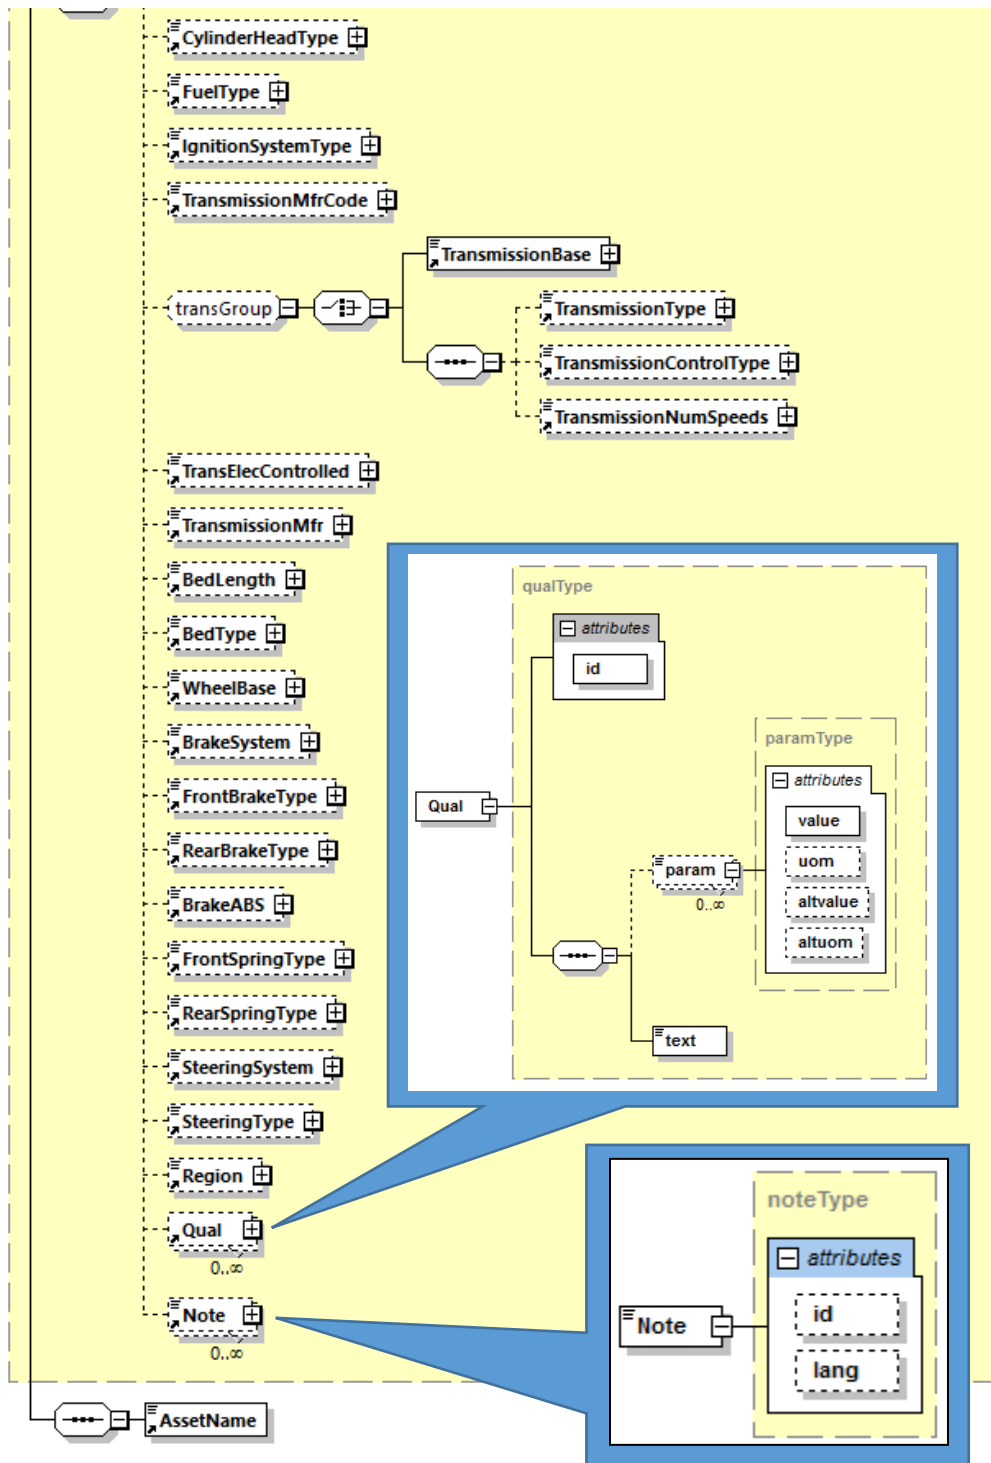 CylinderHeadType
FuelType
IgnitionSystemType
TransmissionMfrCode
TransmissionBase
transGroup
TransmissionType
TransmissionControlType
TransmissionNumSpeeds
TransElecControlled
TransmissionMfr
BedLength
BedType
WheelBase
BrakeSystem
FrontBrakeType
RearBrakeType
BrakeABS
FrontSpringType
RearSpringType
SteeringSystem
SteeringType
Region
Qual
0..∞
Note
0..∞
AssetName
qualType
attributes
id
Qual
paramType
attributes
value
uom
altvalue
altuom
param
0..∞
text
noteType
attributes
id
lang
Note